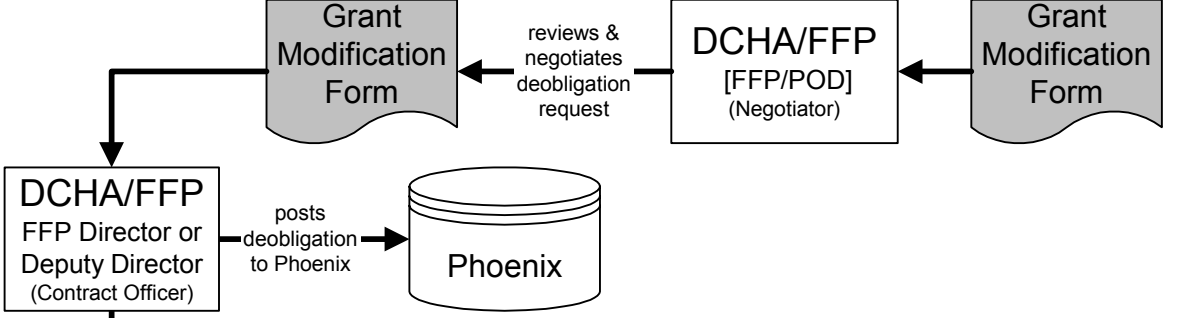 Grant
Modification
Form
reviews &
negotiates
deobligation
request
DCHA/FFP
[FFP/POD]
(Negotiator)
Grant
Modification
Form
DCHA/FFP
FFP Director or
Deputy Director
(Contract Officer)
posts
deobligation
to Phoenix
Phoenix